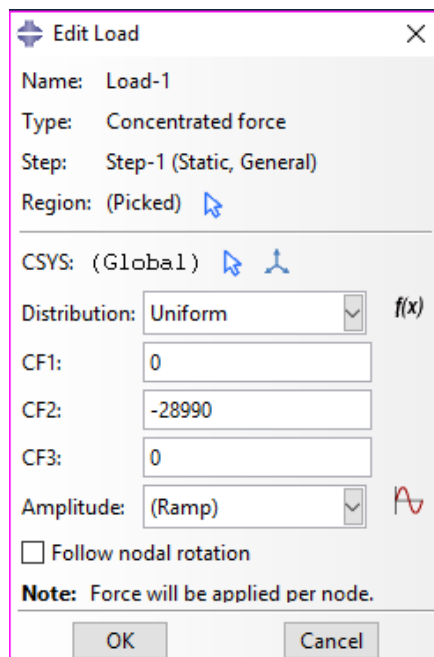 Edit Load
Name: Load-1
Type: Concentrated force
Step: Step-1 (Static, General)
Region: (Picked)
CSYS: (Global)
Distribution: Uniform f(x)
CF1: 0
CF2: -28990
CF3: 0
Amplitude: (Ramp)
Follow nodal rotation
Note: Force will be applied per node.
OK Cancel